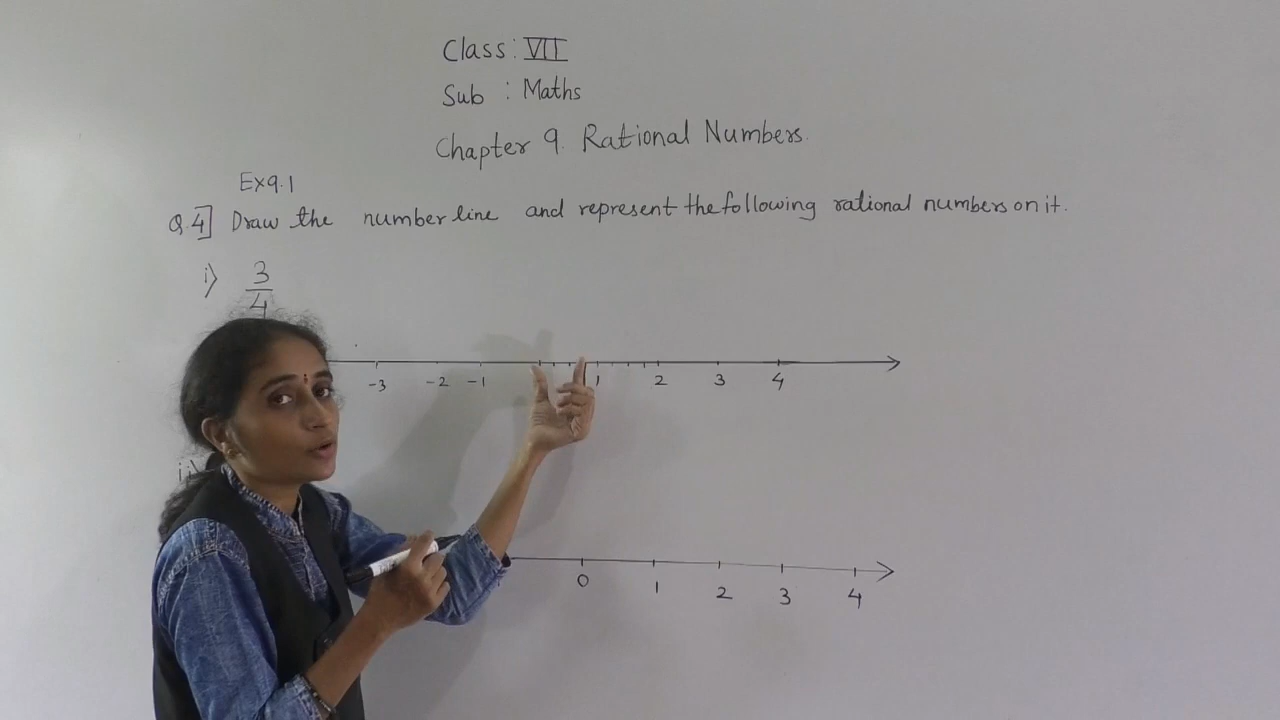 Class : VII
Sub : Maths
Chapter 9. Rational Numbers.
Ex 9.1
Q.4] Draw the number line and represent the following rational numbers on it.
i) 3/4
-3 -2 -1 1 2 3 4
ii)
0 1 2 3 4